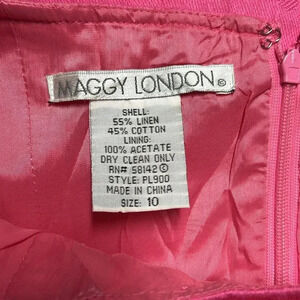 MAGGY LONDON©
SHELL:
55% LINEN
45% COTTON
LINING:
100% ACETATE
DRY CLEAN ONLY
RN# 58142 ©
STYLE: PL900
MADE IN CHINA
SIZE: 10